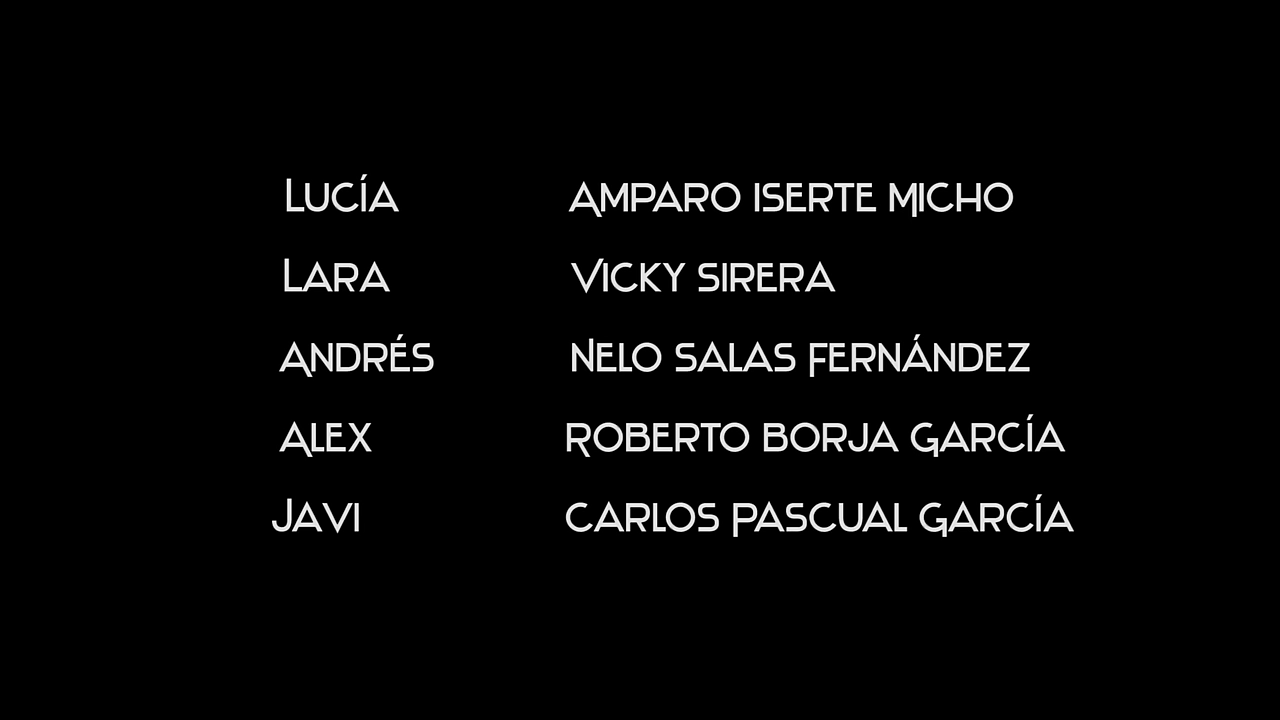 Lucía Amparo Iserte Micho
Lara Vicky Sirera
Andrés Nelo Salas Fernández
Alex Roberto Borja García
Javi Carlos Pascual García